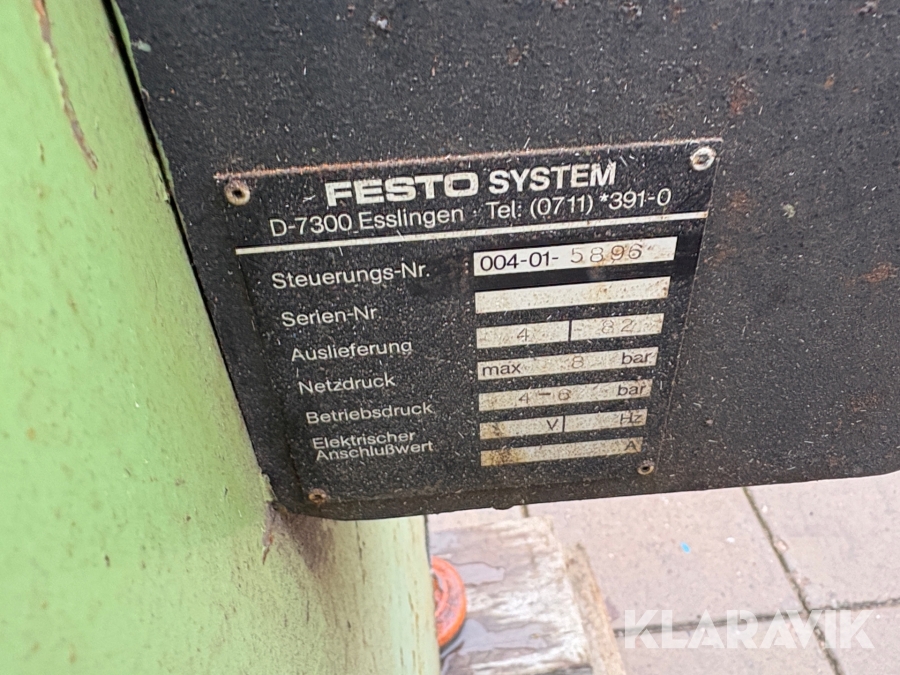 FESTO SYSTEM
D-7300 Esslingen · Tel: (0711) *391-0
Steuerungs-Nr. 004-01- 5896
Serien-Nr.
Auslieferung 4 82
Netzdruck max 8 bar
Betriebsdruck 4-6 bar
Elektrischer V Hz
Anschlußwert A
KLARAVIK